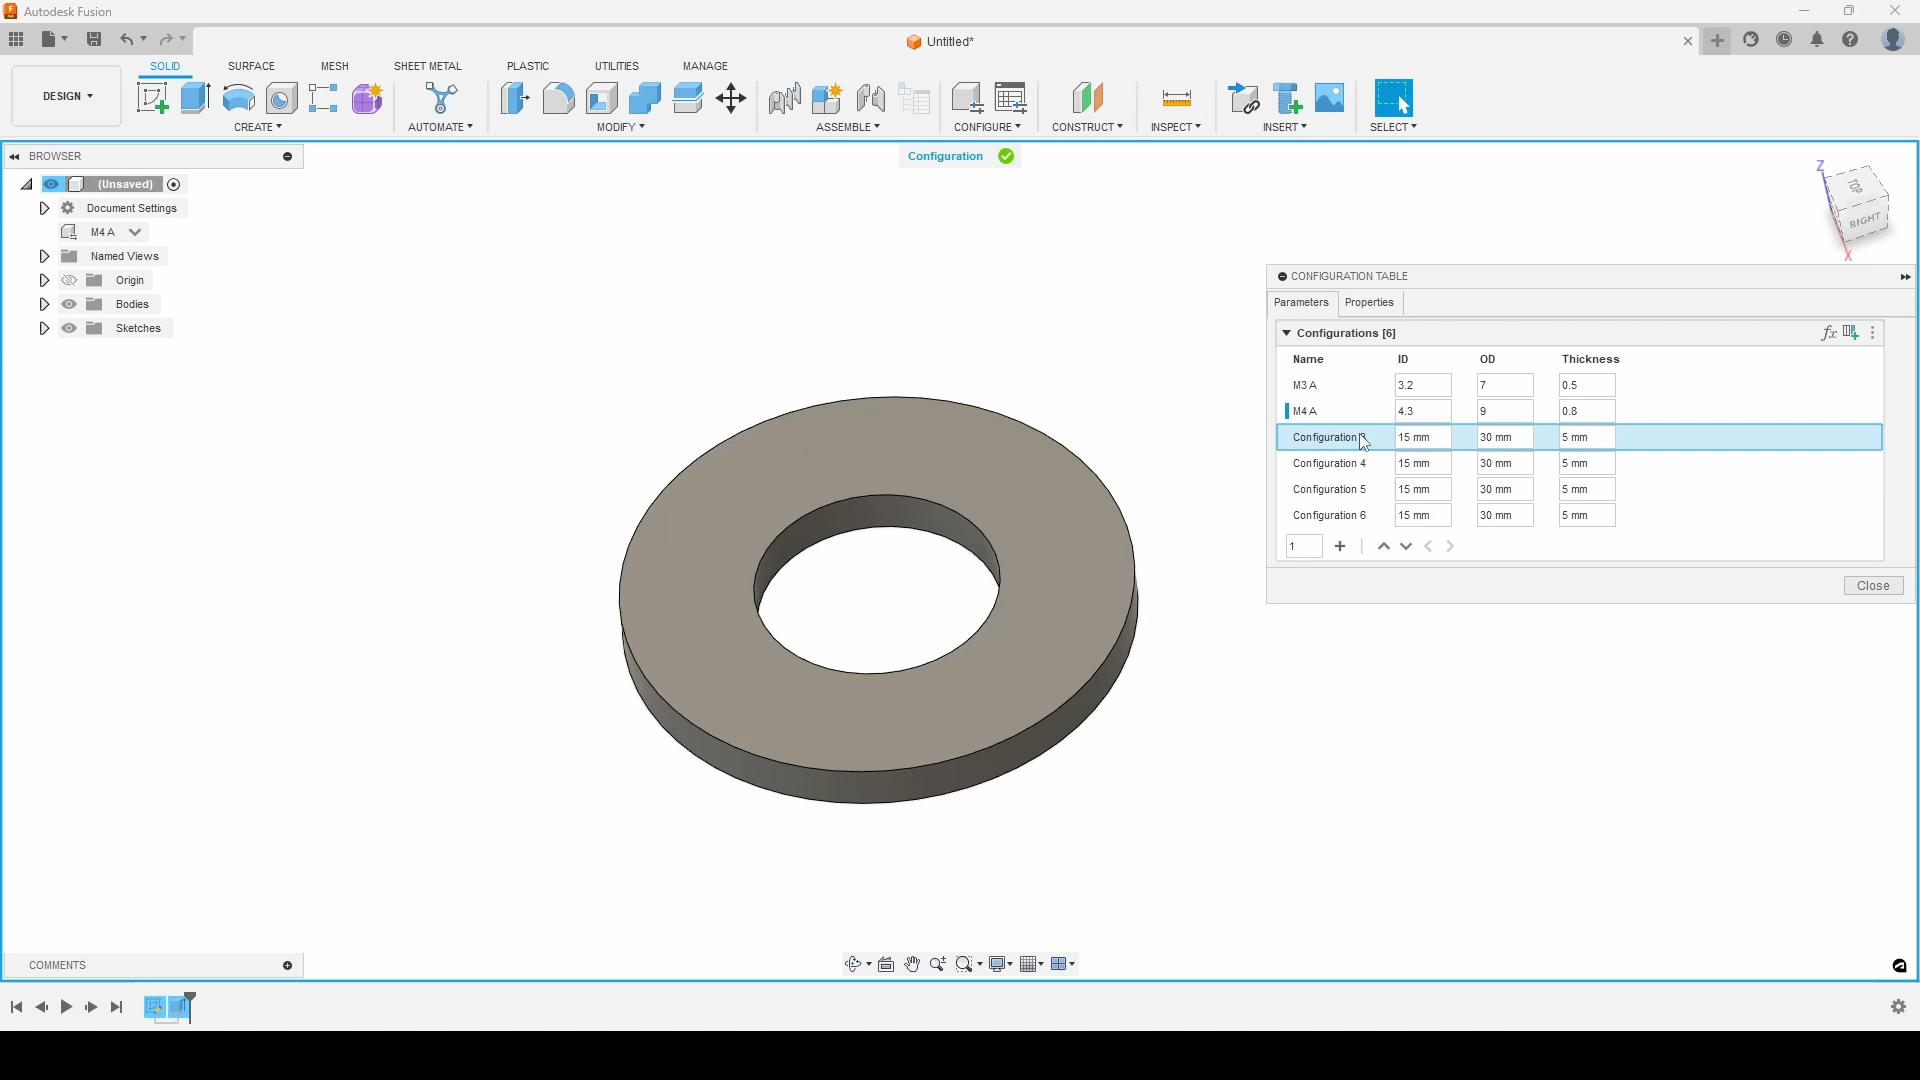 Autodesk Fusion
Untitled*
SOLID SURFACE MESH SHEET METAL PLASTIC UTILITIES MANAGE
DESIGN
CREATE AUTOMATE MODIFY ASSEMBLE CONFIGURE CONSTRUCT INSPECT INSERT SELECT
BROWSER
Configuration
(Unsaved)
Document Settings
M4 A
Named Views
Origin
Bodies
Sketches
Z
TOP
RIGHT
X
CONFIGURATION TABLE
Parameters Properties
Configurations [6]
fx
Name ID OD Thickness
M3 A 3.2 7 0.5
M4 A 4.3 9 0.8
Configuration 15 mm 30 mm 5 mm
Configuration 4 15 mm 30 mm 5 mm
Configuration 5 15 mm 30 mm 5 mm
Configuration 6 15 mm 30 mm 5 mm
1
Close
COMMENTS